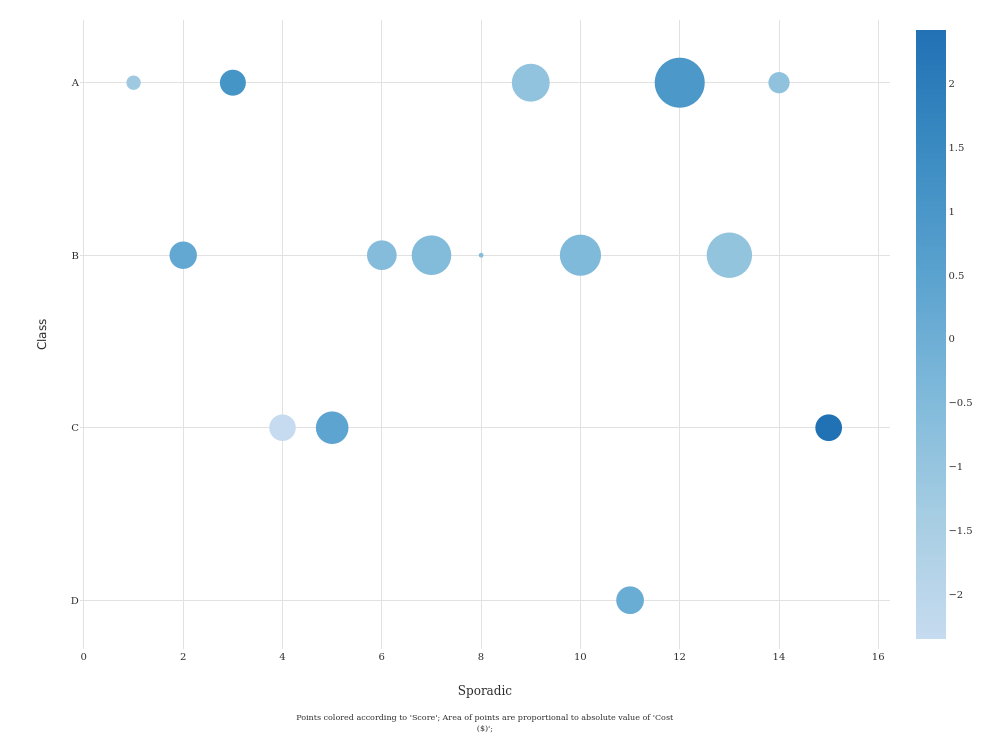 A
B
C
D
Class
0 2 4 6 8 10 12 14 16
Sporadic
2
1.5
1
0.5
0
−0.5
−1
−1.5
−2
Points colored according to 'Score'; Area of points are proportional to absolute value of 'Cost
($)';